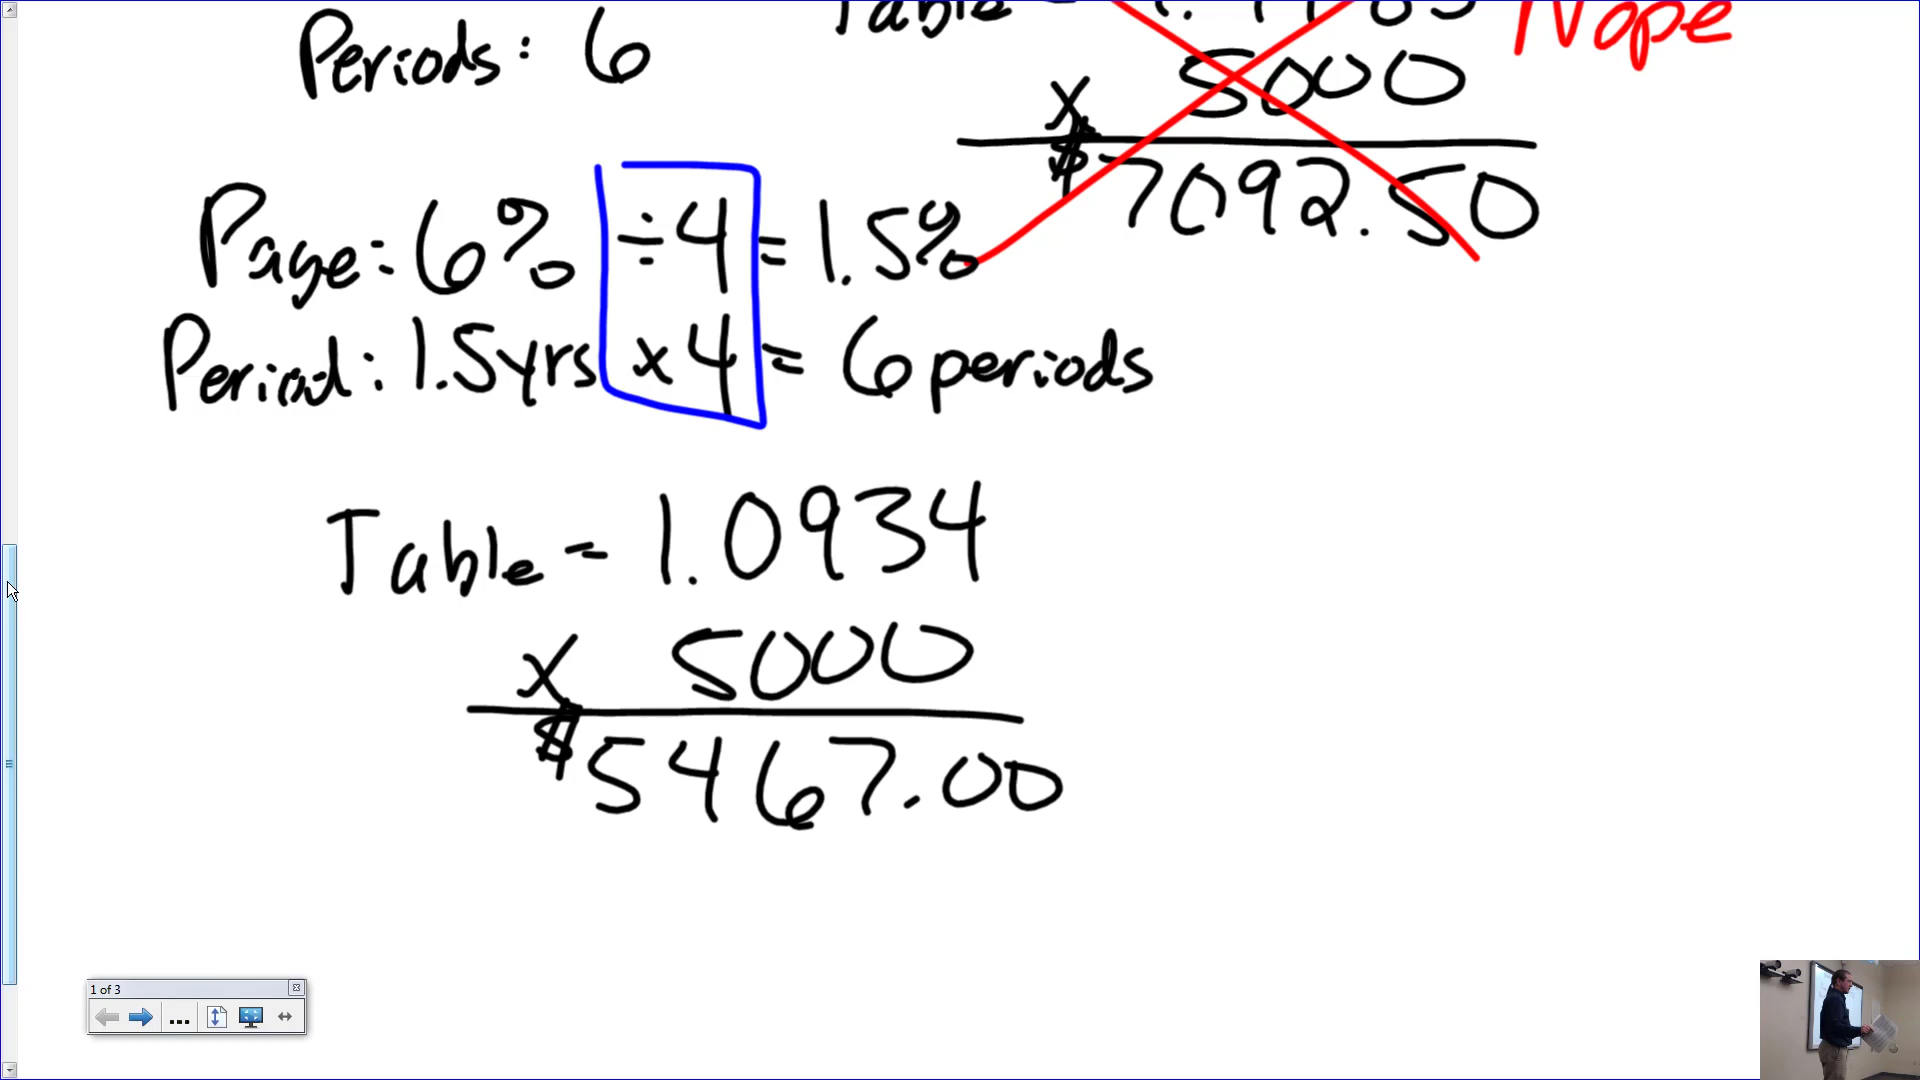 Periods: 6
Nope
x 5000
$7092.50
Page: 6% ÷4 = 1.5%
Period: 1.5yrs x4 = 6 periods
Table = 1.0934
x 5000
$5467.00
1 of 3